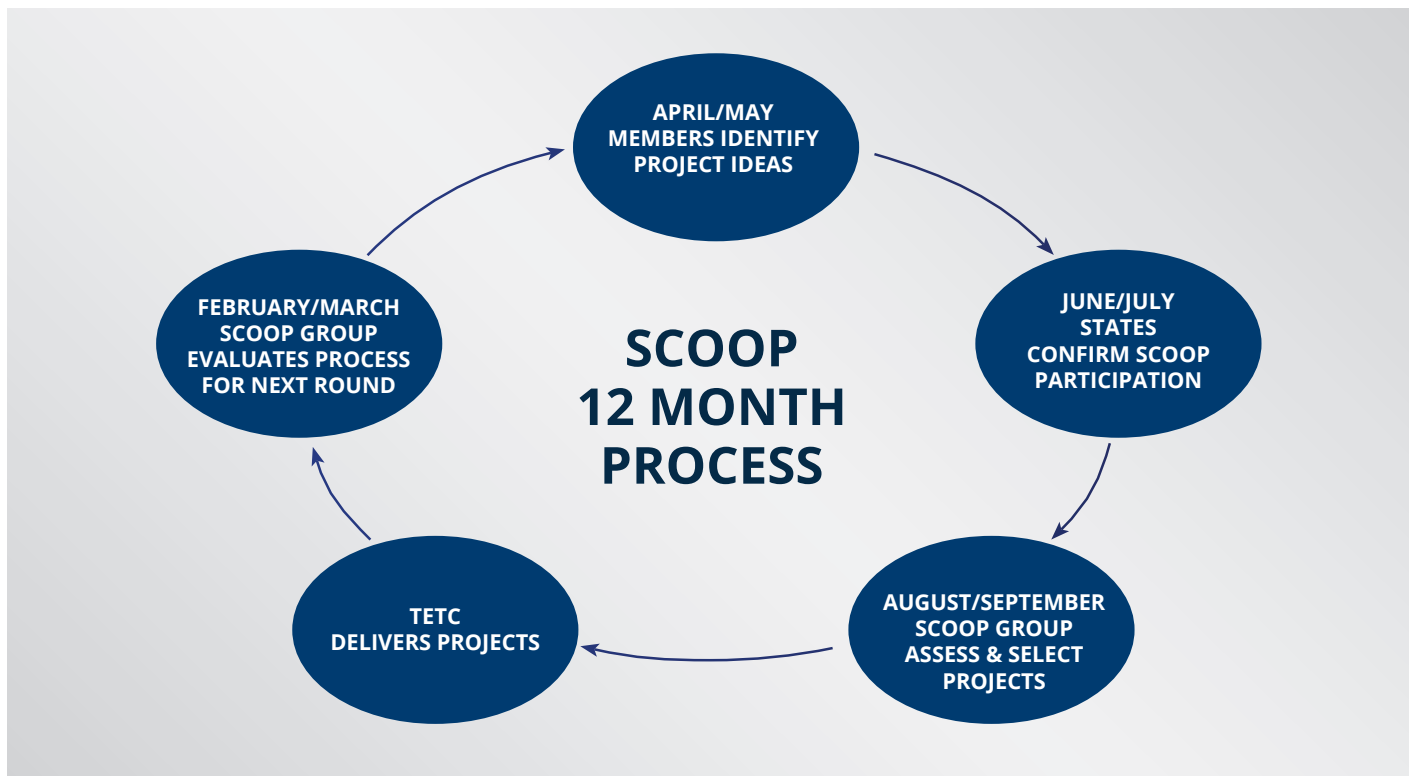 APRIL/MAY
MEMBERS IDENTIFY
PROJECT IDEAS
JUNE/JULY
STATES
CONFIRM SCOOP
PARTICIPATION
AUGUST/SEPTEMBER
SCOOP GROUP
ASSESS & SELECT
PROJECTS
TETC
DELIVERS PROJECTS
FEBRUARY/MARCH
SCOOP GROUP
EVALUATES PROCESS
FOR NEXT ROUND
SCOOP
12 MONTH
PROCESS